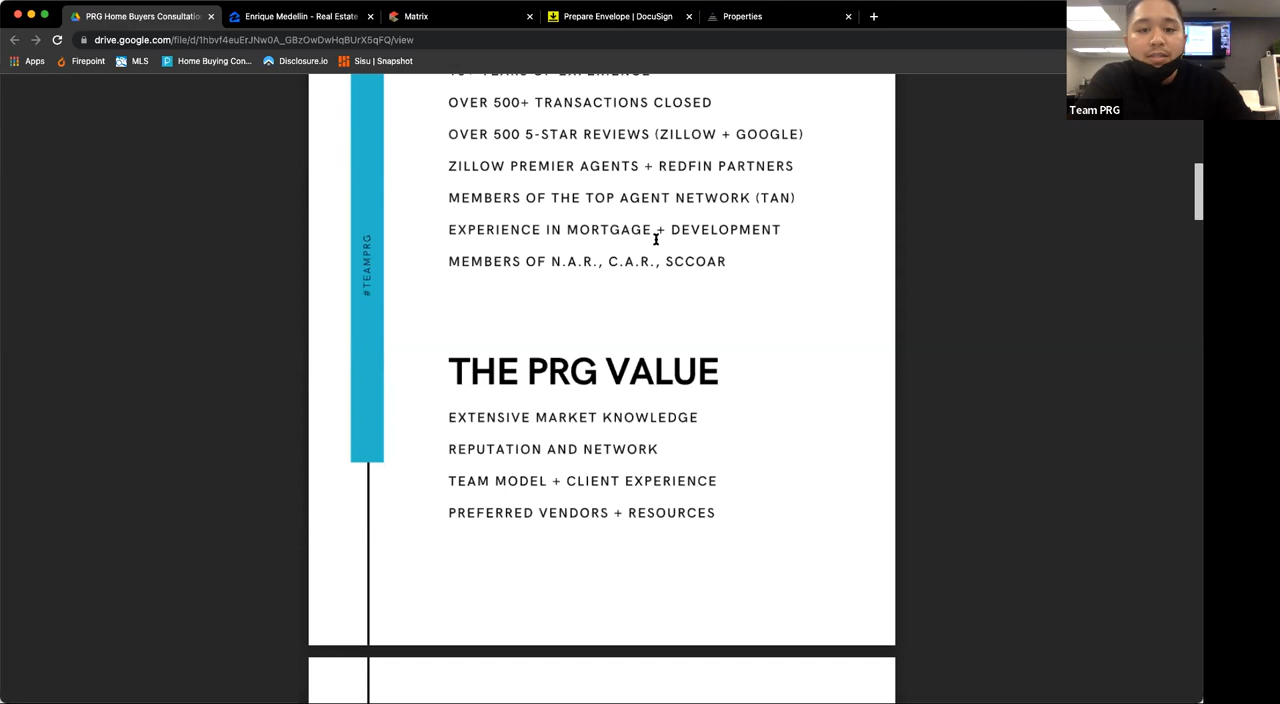 PRG Home Buyers Consultation
Enrique Medellin - Real Estate
Matrix
Prepare Envelope | DocuSign
Properties
drive.google.com/file/d/1hbvf4euErJNw0A_GBzOwDwHqBUrX5qFQ/view
Apps
Firepoint
MLS
Home Buying Con...
Disclosure.io
Sisu | Snapshot
Team PRG
YEARS OF EXPERIENCE
OVER 500+ TRANSACTIONS CLOSED
OVER 500 5-STAR REVIEWS (ZILLOW + GOOGLE)
ZILLOW PREMIER AGENTS + REDFIN PARTNERS
MEMBERS OF THE TOP AGENT NETWORK (TAN)
EXPERIENCE IN MORTGAGE + DEVELOPMENT
MEMBERS OF N.A.R., C.A.R., SCCOAR
#TEAMPRG
THE PRG VALUE
EXTENSIVE MARKET KNOWLEDGE
REPUTATION AND NETWORK
TEAM MODEL + CLIENT EXPERIENCE
PREFERRED VENDORS + RESOURCES